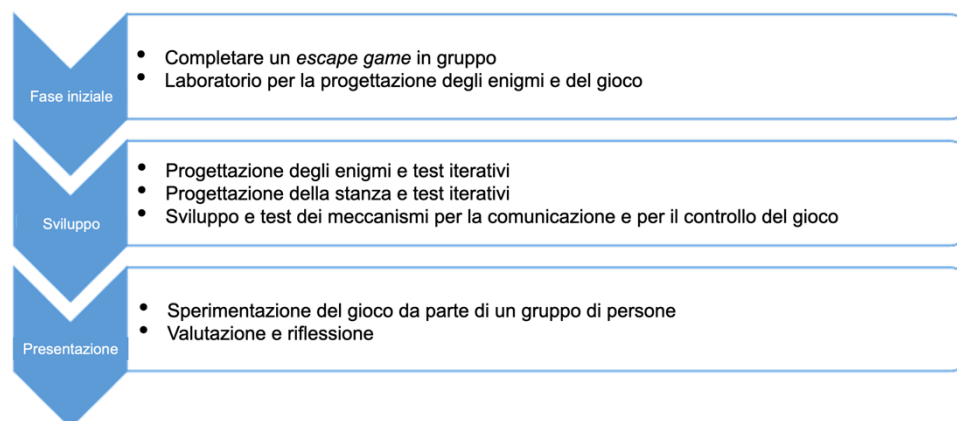 Fase iniziale
• Completare un escape game in gruppo
• Laboratorio per la progettazione degli enigmi e del gioco
Sviluppo
• Progettazione degli enigmi e test iterativi
• Progettazione della stanza e test iterativi
• Sviluppo e test dei meccanismi per la comunicazione e per il controllo del gioco
Presentazione
• Sperimentazione del gioco da parte di un gruppo di persone
• Valutazione e riflessione